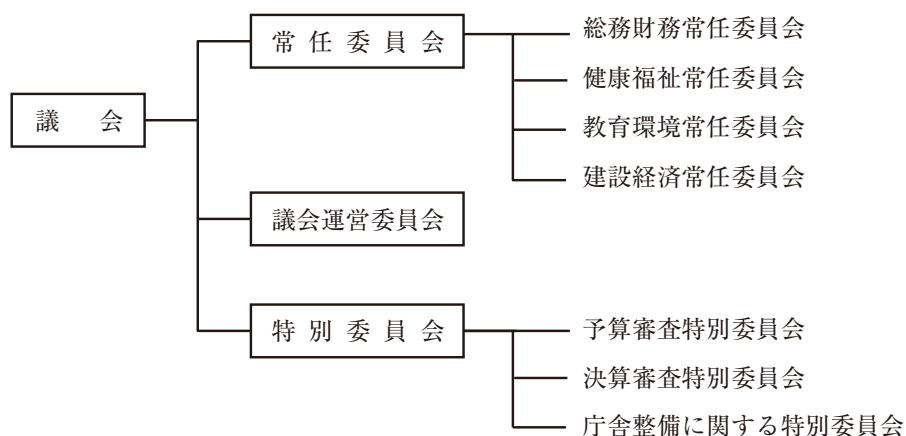 議会
常任委員会
総務財務常任委員会
健康福祉常任委員会
教育環境常任委員会
建設経済常任委員会
議会運営委員会
特別委員会
予算審査特別委員会
決算審査特別委員会
庁舎整備に関する特別委員会